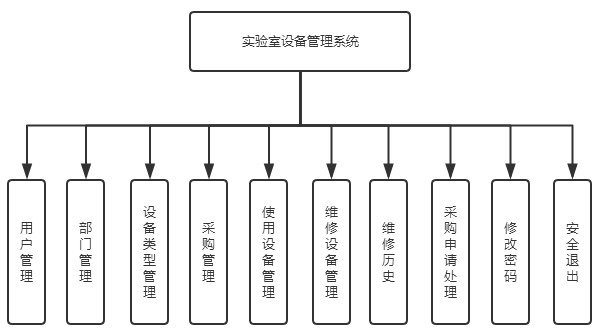 实验室设备管理系统
用户管理
部门管理
设备类型管理
采购管理
使用设备管理
维修设备管理
维修历史
采购申请处理
修改密码
安全退出